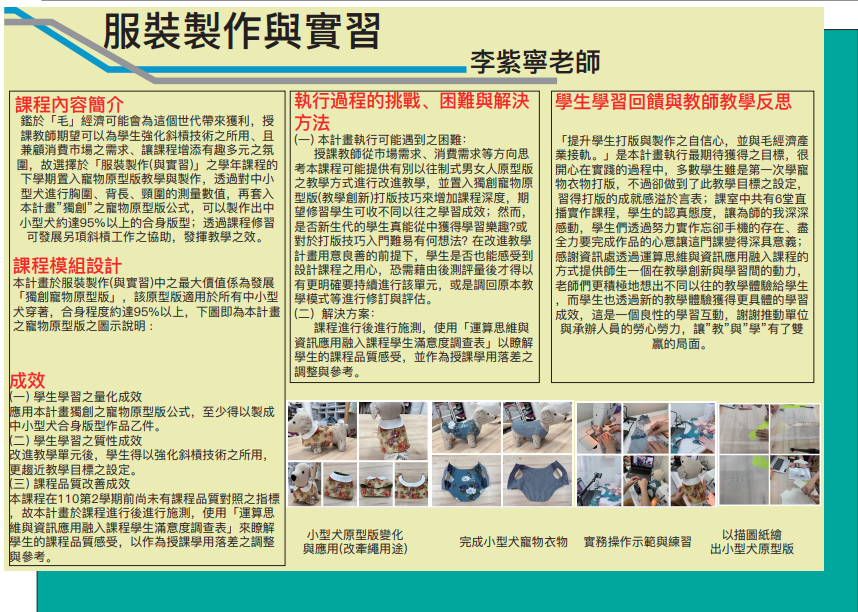 服裝製作與實習
李紫寧老師
課程內容簡介
鑑於「毛」經濟可能會為這個世代帶來獲利，授
課教師期望可以為學生強化斜槓技術之所用、且
兼顧消費市場之需求、讓課程增添有趣多元之氛
圍，故選擇於「服裝製作(與實習)」之學年課程的
下學期置入寵物原型版教學與製作，透過對中小
型犬進行胸圍、背長、頸圍的測量數值，再套入
本計畫”獨創”之寵物原型版公式，可以製作出中
小型犬約達95%以上的合身版型；透過課程修習
可發展另項斜槓工作之協助，發揮教學之效。
課程模組設計
本計畫於服裝製作(與實習)中之最大價值係為發展
「獨創寵物原型版」，該原型版適用於所有中小型
犬穿著，合身程度約達95%以上，下圖即為本計畫
之寵物原型版之圖示說明：
成效
(一) 學生學習之量化成效
應用本計畫獨創之寵物原型版公式，至少得以製成
中小型犬合身版型作品乙件。
(二) 學生學習之質性成效
改進教學單元後，學生得以強化斜槓技術之所用，
更趨近教學目標之設定。
(三) 課程品質改善成效
本課程在110第2學期前尚未有課程品質對照之指標
，故本計畫於課程進行後進行施測，使用「運算思
維與資訊應用融入課程學生滿意度調查表」來瞭解
學生的課程品質感受，以作為授課學用落差之調整
與參考。
執行過程的挑戰、困難與解決
方法
(一) 本計畫執行可能遇到之困難：
授課教師從市場需求、消費需求等方向思
考本課程可能提供有別以往制式男女人原型版
之教學方式進行改進教學，並置入獨創寵物原
型版(教學創新)打版技巧來增加課程深度，期
望修習學生可收不同以往之學習成效；然而，
是否新生代的學生真能從中獲得學習樂趣?或
對於打版技巧入門難易有何想法? 在改進教學
計畫用意良善的前提下，學生是否也能感受到
設計課程之用心，恐需藉由後測評量後才得以
有更明確要持續進行該單元，或是調回原本教
學模式等進行修訂與評估。
(二) 解決方案：
課程進行後進行施測，使用「運算思維與
資訊應用融入課程學生滿意度調查表」以瞭解
學生的課程品質感受，並作為授課學用落差之
調整與參考。
學生學習回饋與教師教學反思
「提升學生打版與製作之自信心，並與毛經濟產
業接軌。」是本計畫執行最期待獲得之目標，很
開心在實踐的過程中，多數學生雖是第一次學寵
物衣物打版，不過卻做到了此教學目標之設定，
習得打版的成就感溢於言表；課室中共有6堂直
播實作課程，學生的認真態度，讓為師的我深深
感動，學生們透過努力實作忘卻手機的存在、盡
全力要完成作品的心意讓這門課變得深具意義；
感謝資訊處透過運算思維與資訊應用融入課程的
方式提供師生一個在教學創新與學習間的動力，
老師們更積極地想出不同以往的教學體驗給學生
，而學生也透過新的教學體驗獲得更具體的學習
成效，這是一個良性的學習互動，謝謝推動單位
與承辦人員的勞心勞力，讓”教”與”學”有了雙
贏的局面。
小型犬原型版變化
與應用(改牽繩用途)
完成小型犬寵物衣物
實務操作示範與練習
以描圖紙繪
出小型犬原型版